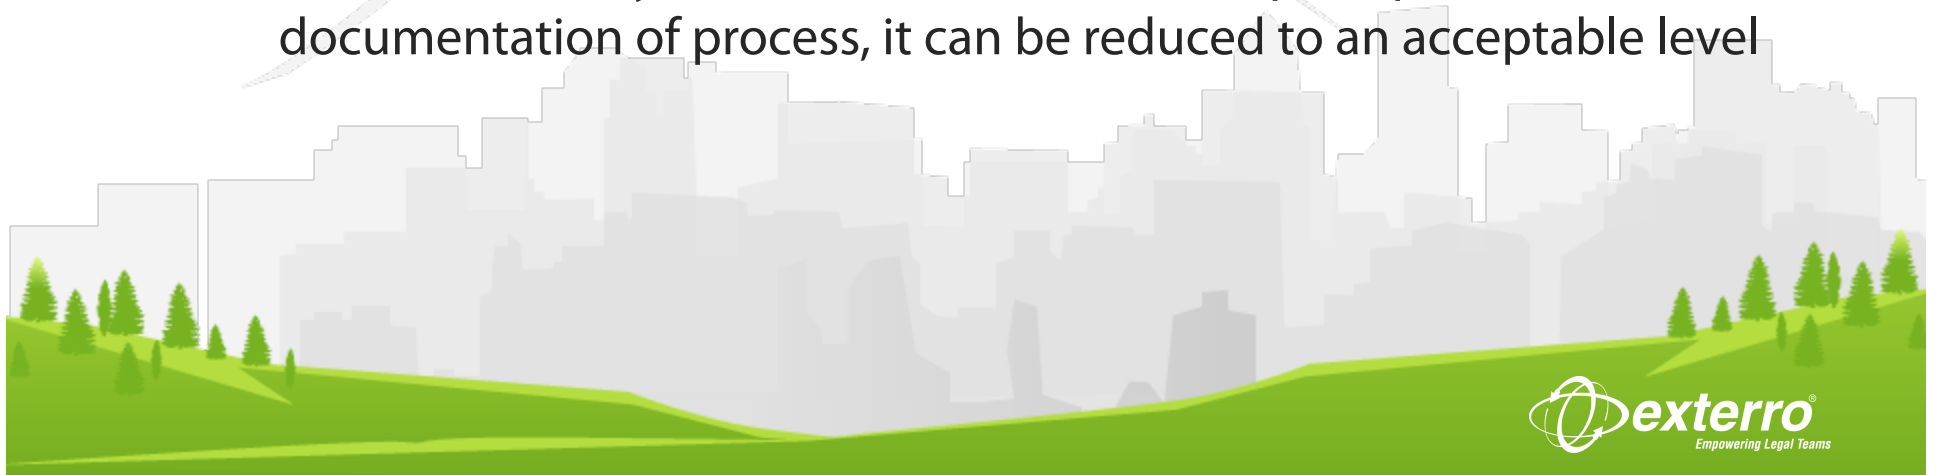 documentation of process, it can be reduced to an acceptable level
exterro®
Empowering Legal Teams